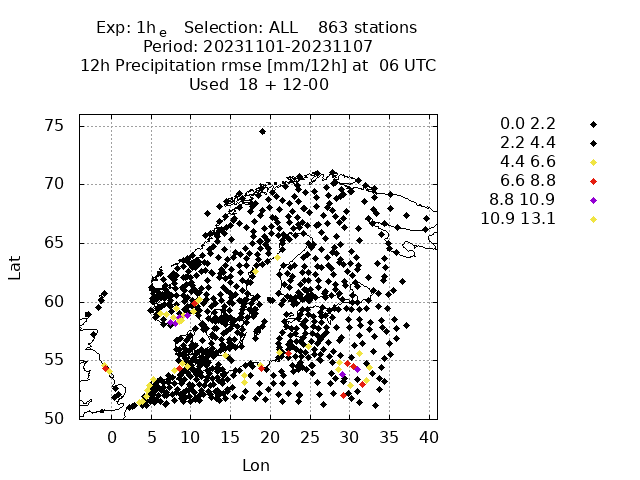 Exp: 1h e   Selection: ALL    863 stations
Period: 20231101-20231107
12h Precipitation rmse [mm/12h] at  06 UTC
Used  18 + 12-00
0.0 2.2
2.2 4.4
4.4 6.6
6.6 8.8
8.8 10.9
10.9 13.1
75
70
65
60
55
50
Lat
0 5 10 15 20 25 30 35 40
Lon